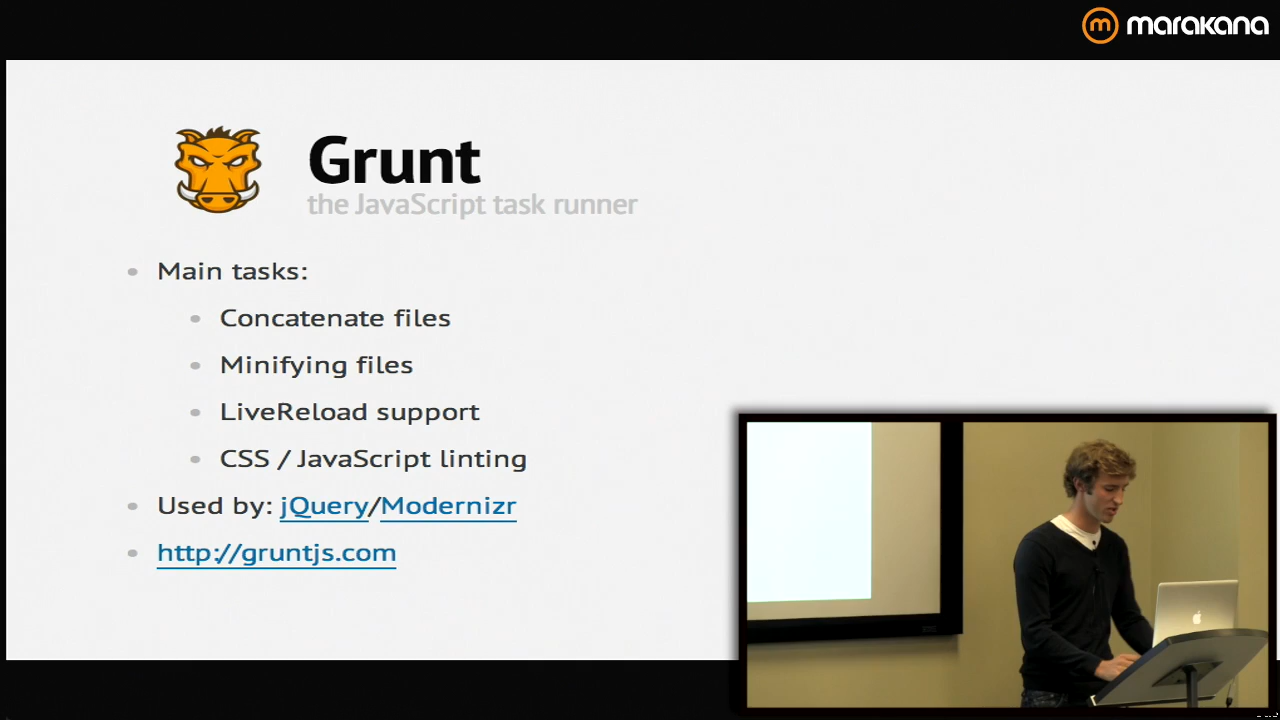 marakana
Grunt
the JavaScript task runner
Main tasks:
Concatenate files
Minifying files
LiveReload support
CSS / JavaScript linting
Used by: jQuery/Modernizr
http://gruntjs.com